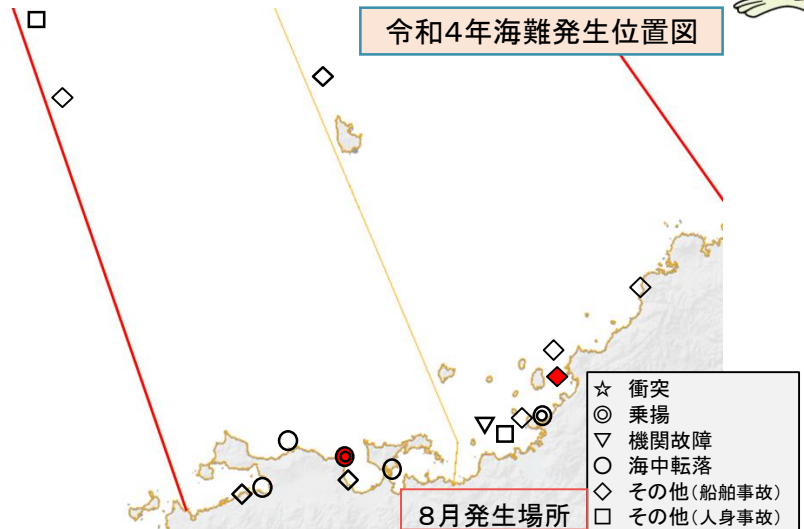 令和4年海難発生位置図
☆ 衝突
◎ 乗揚
▽ 機関故障
○ 海中転落
◇ その他(船舶事故)
□ その他(人身事故)
8月発生場所